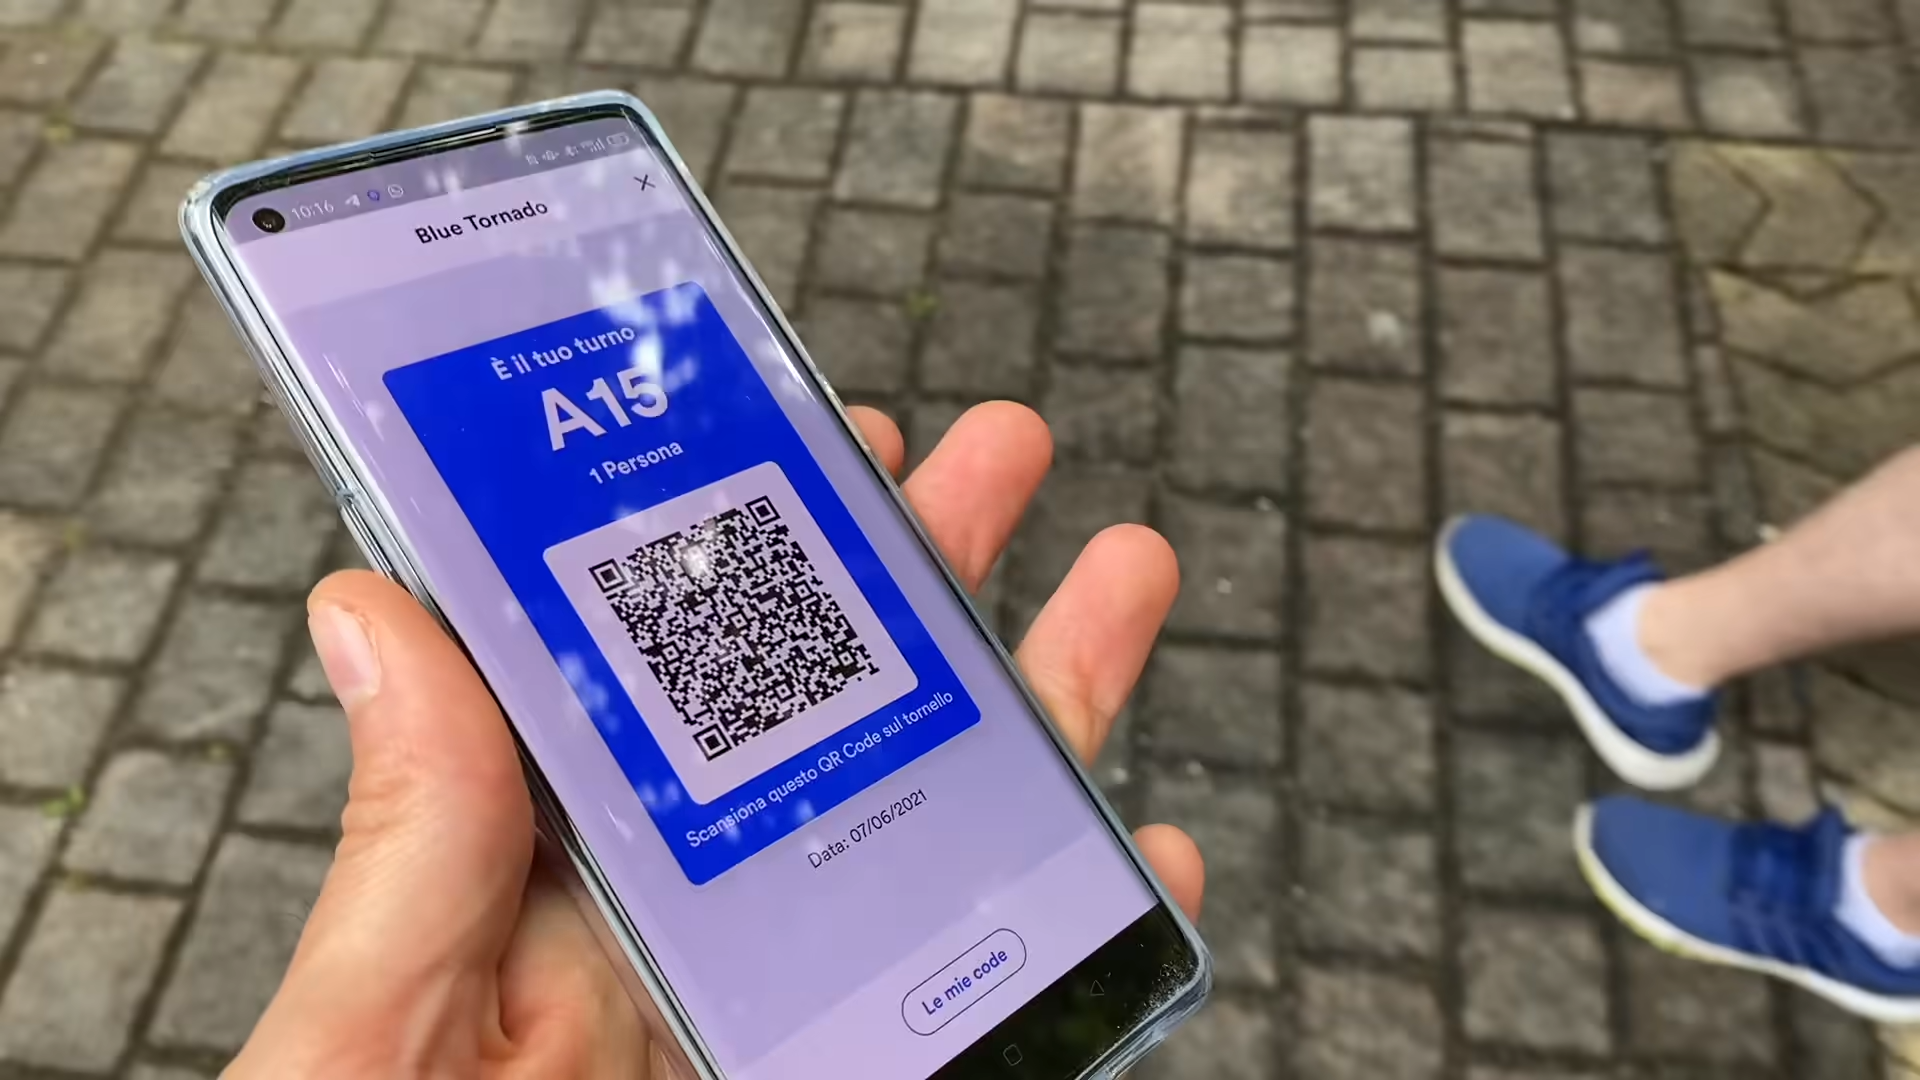 10:16
Blue Tornado
È il tuo turno
A15
1 Persona
Scansiona questo QR Code sul tornello
Data: 07/06/2021
Le mie code